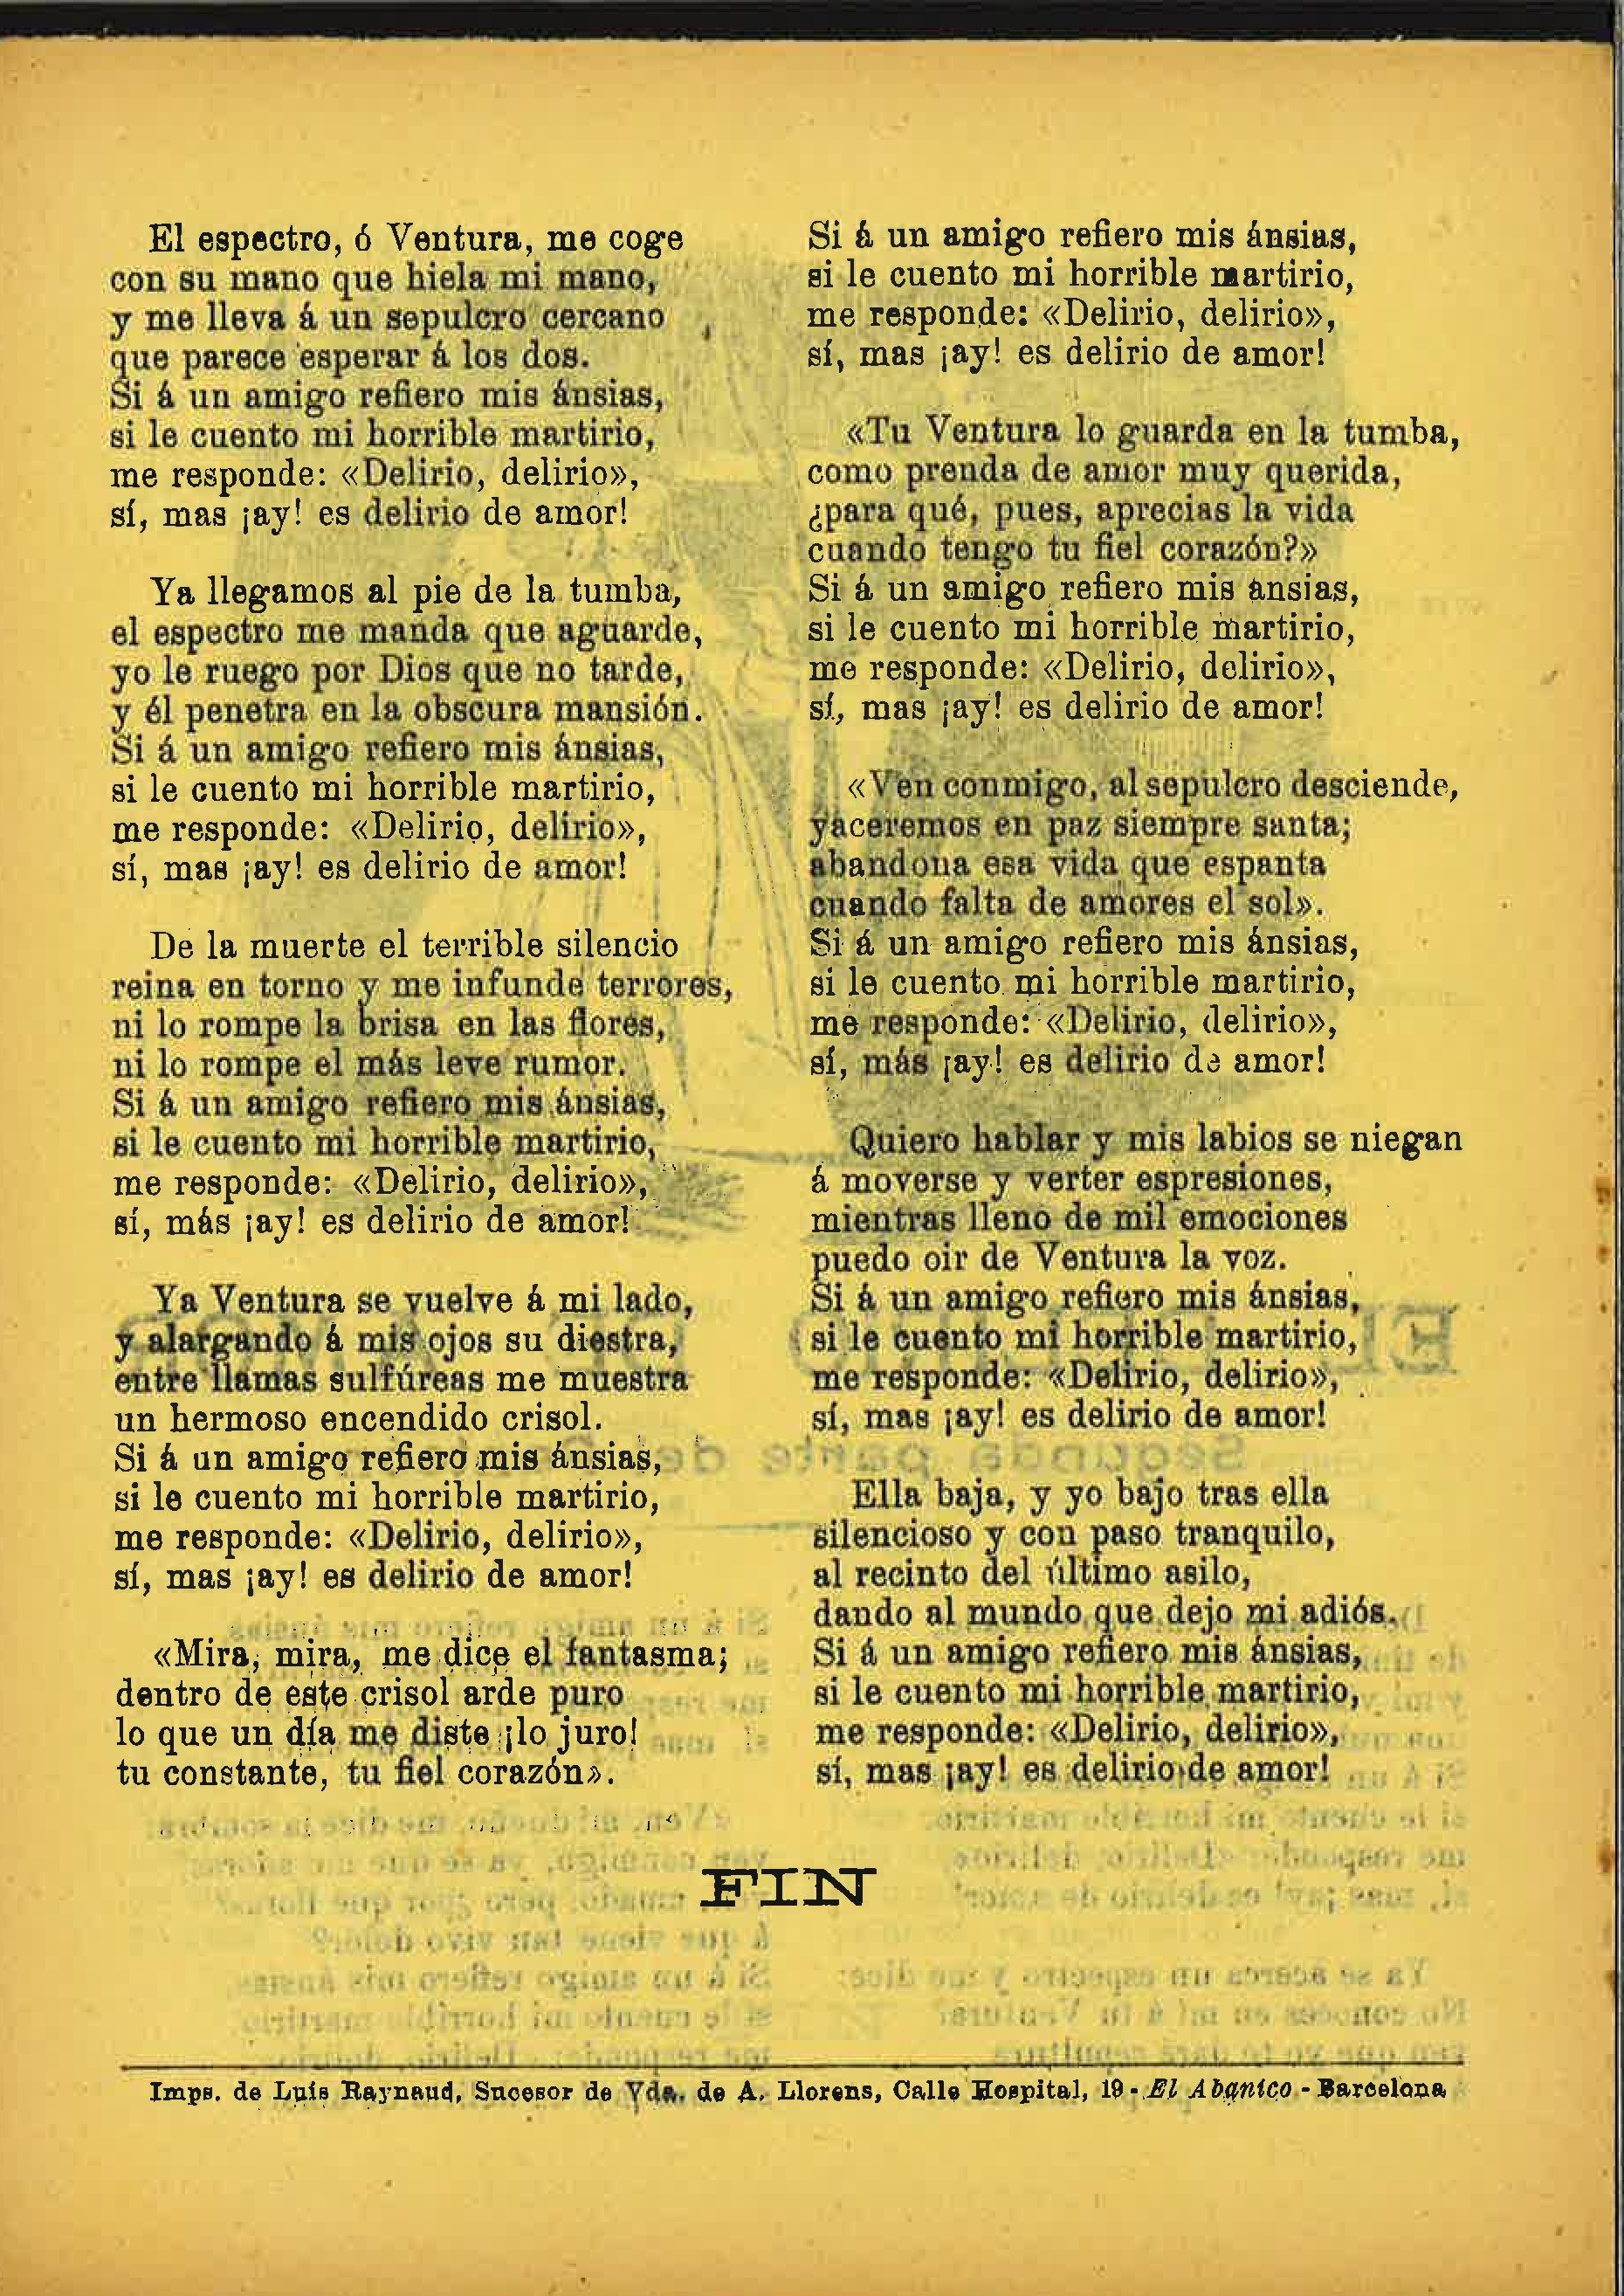 El espectro, ó Ventura, me coge
con su mano que hiela mi mano,
y me lleva á un sepulcro cercano
que parece esperar á los dos.
Si á un amigo refiero mis ánsias,
si le cuento mi horrible martirio,
me responde: «Delirio, delirio»,
sí, mas ¡ay! es delirio de amor!
Ya llegamos al pie de la tumba,
el espectro me manda que aguarde,
yo le ruego por Dios que no tarde,
y él penetra en la obscura mansión.
Si á un amigo refiero mis ánsias,
si le cuento mi horrible martirio,
me responde: «Delirio, delirio»,
sí, mas ¡ay! es delirio de amor!
De la muerte el terrible silencio
reina en torno y me infunde terrores,
ni lo rompe la brisa en las flores,
ni lo rompe el más leve rumor.
Si á un amigo refiero mis ánsias,
si le cuento mi horrible martirio,
me responde: «Delirio, delirio»,
sí, más ¡ay! es delirio de amor!
Ya Ventura se vuelve á mi lado,
y alargando á mis ojos su diestra,
entre llamas sulfúreas me muestra
un hermoso encendido crisol.
Si á un amigo refiero mis ánsias,
si le cuento mi horrible martirio,
me responde: «Delirio, delirio»,
sí, mas ¡ay! es delirio de amor!
«Mira, mira, me dice el fantasma;
dentro de este crisol arde puro
lo que un día me diste ¡lo juro!
tu constante, tu fiel corazón».
Si á un amigo refiero mis ánsias,
si le cuento mi horrible martirio,
me responde: «Delirio, delirio»,
sí, mas ¡ay! es delirio de amor!
«Tu Ventura lo guarda en la tumba,
como prenda de amor muy querida,
¿para qué, pues, aprecias la vida
cuando tengo tu fiel corazón?»
Si á un amigo refiero mis ansias,
si le cuento mi horrible martirio,
me responde: «Delirio, delirio»,
sí, mas ¡ay! es delirio de amor!
«Ven conmigo, al sepulcro desciende,
yaceremos en paz siempre santa;
abandona esa vida que espanta
cuando falta de amores el sol».
Si á un amigo refiero mis ánsias,
si le cuento mi horrible martirio,
me responde: «Delirio, delirio»,
sí, más ¡ay! es delirio de amor!
Quiero hablar y mis labios se niegan
á moverse y verter espresiones,
mientras lleno de mil emociones
puedo oir de Ventura la voz.
Si á un amigo refiero mis ánsias,
si le cuento mi horrible martirio,
me responde: «Delirio, delirio»,
sí, mas ¡ay! es delirio de amor!
Ella baja, y yo bajo tras ella
silencioso y con paso tranquilo,
al recinto del último asilo,
dando al mundo que dejo mi adiós.
Si á un amigo refiero mis ánsias,
si le cuento mi horrible martirio,
me responde: «Delirio, delirio»,
sí, mas ¡ay! es delirio de amor!
FIN
Imps. de Luís Raynaud, Sucesor de Vda. de A. Llorens, Calle Hospital, 19 - El Abanico - Barcelona